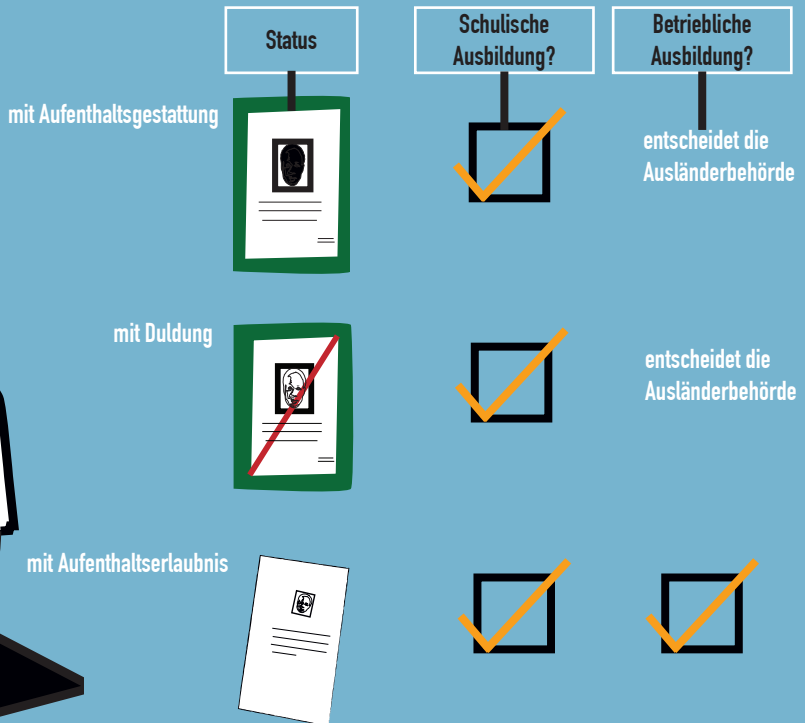 Status
Schulische
Ausbildung?
Betriebliche
Ausbildung?
mit Aufenthaltsgestattung
entscheidet die
Ausländerbehörde
mit Duldung
entscheidet die
Ausländerbehörde
mit Aufenthaltserlaubnis